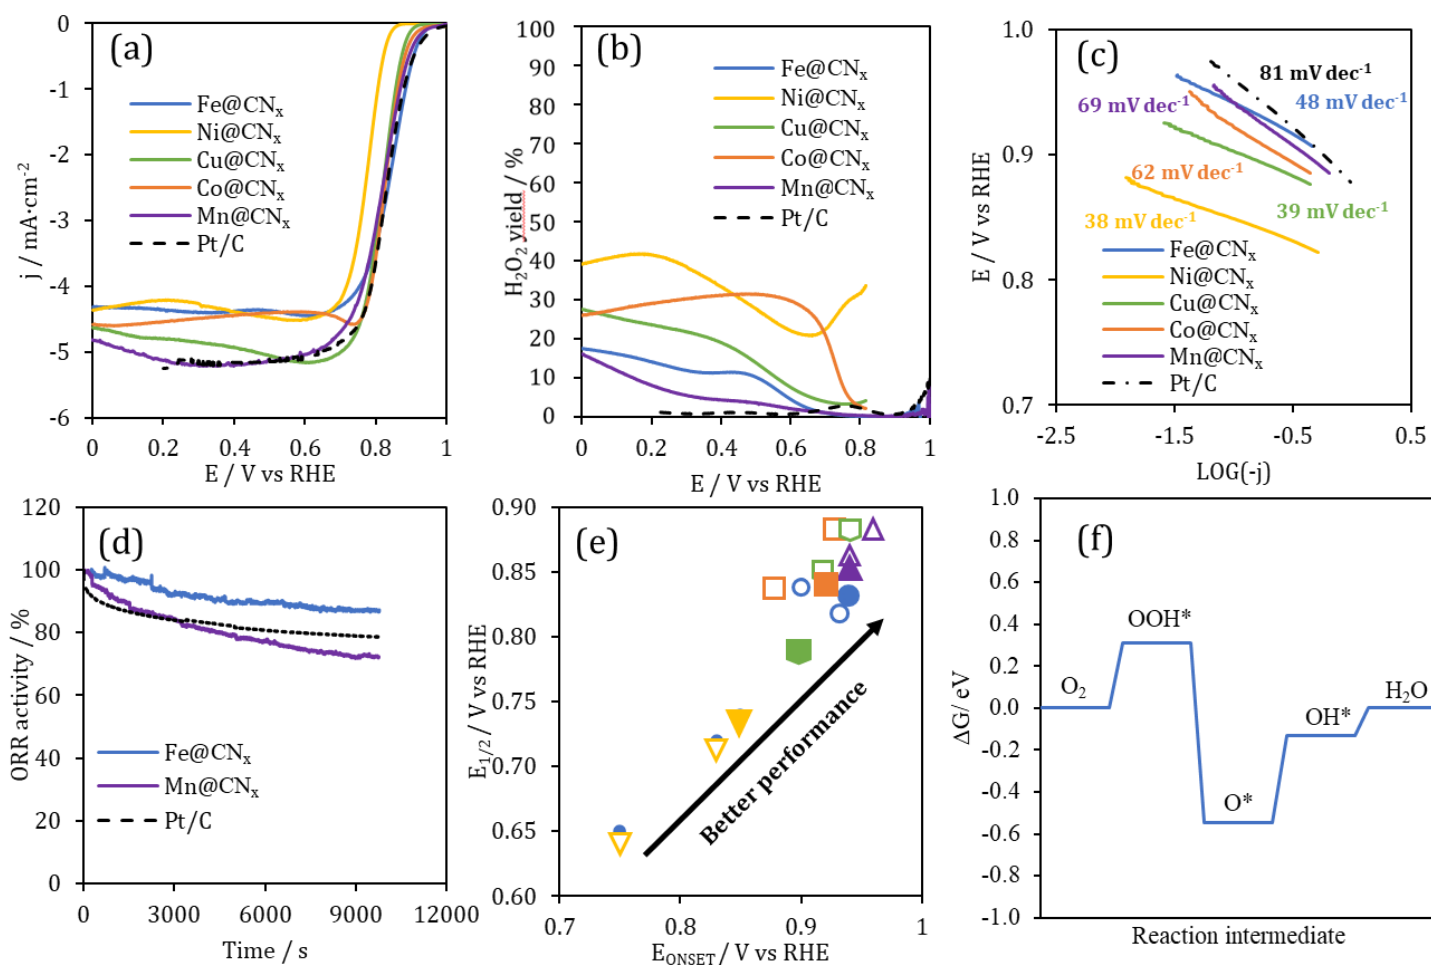 (a)
0
-1
-2
-3
-4
-5
-6
j / mA·cm⁻²
Fe@CNₓ
Ni@CNₓ
Cu@CNₓ
Co@CNₓ
Mn@CNₓ
Pt/C
0 0.2 0.4 0.6 0.8 1
E / V vs RHE
(b)
100
90
80
70
60
50
40
30
20
10
0
H₂O₂ yield / %
Fe@CNₓ
Ni@CNₓ
Cu@CNₓ
Co@CNₓ
Mn@CNₓ
Pt/C
0 0.2 0.4 0.6 0.8 1
E / V vs RHE
(c)
1.0
0.9
0.8
0.7
E / V vs RHE
81 mV dec⁻¹
69 mV dec⁻¹
48 mV dec⁻¹
62 mV dec⁻¹
39 mV dec⁻¹
38 mV dec⁻¹
Fe@CNₓ
Ni@CNₓ
Cu@CNₓ
Co@CNₓ
Mn@CNₓ
Pt/C
-2.5 -1.5 -0.5 0.5
LOG(-j)
(d)
120
100
80
60
40
20
0
ORR activity / %
Fe@CNₓ
Mn@CNₓ
Pt/C
0 3000 6000 9000 12000
Time / s
(e)
0.90
0.85
0.80
0.75
0.70
0.65
0.60
E₁/₂ / V vs RHE
Better performance
0.7 0.8 0.9 1
E_ONSET / V vs RHE
(f)
1.0
0.8
0.6
0.4
0.2
0.0
-0.2
-0.4
-0.6
-0.8
-1.0
ΔG/ eV
O₂
OOH*
O*
OH*
H₂O
Reaction intermediate